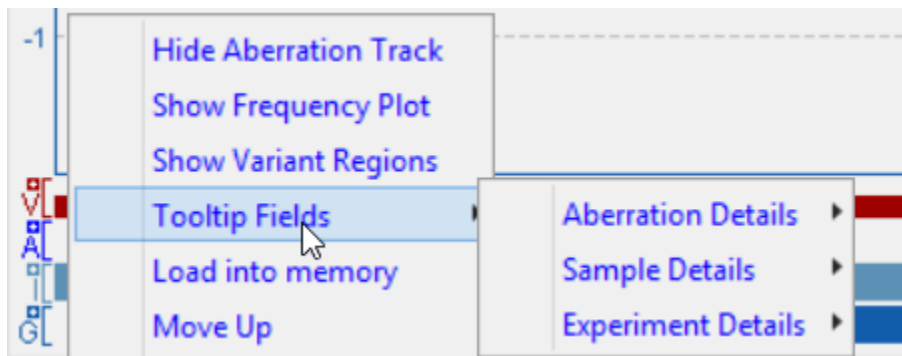 -1
Hide Aberration Track
Show Frequency Plot
Show Variant Regions
V
Tooltip Fields
Aberration Details
A
Load into memory
Sample Details
I
Move Up
Experiment Details
G